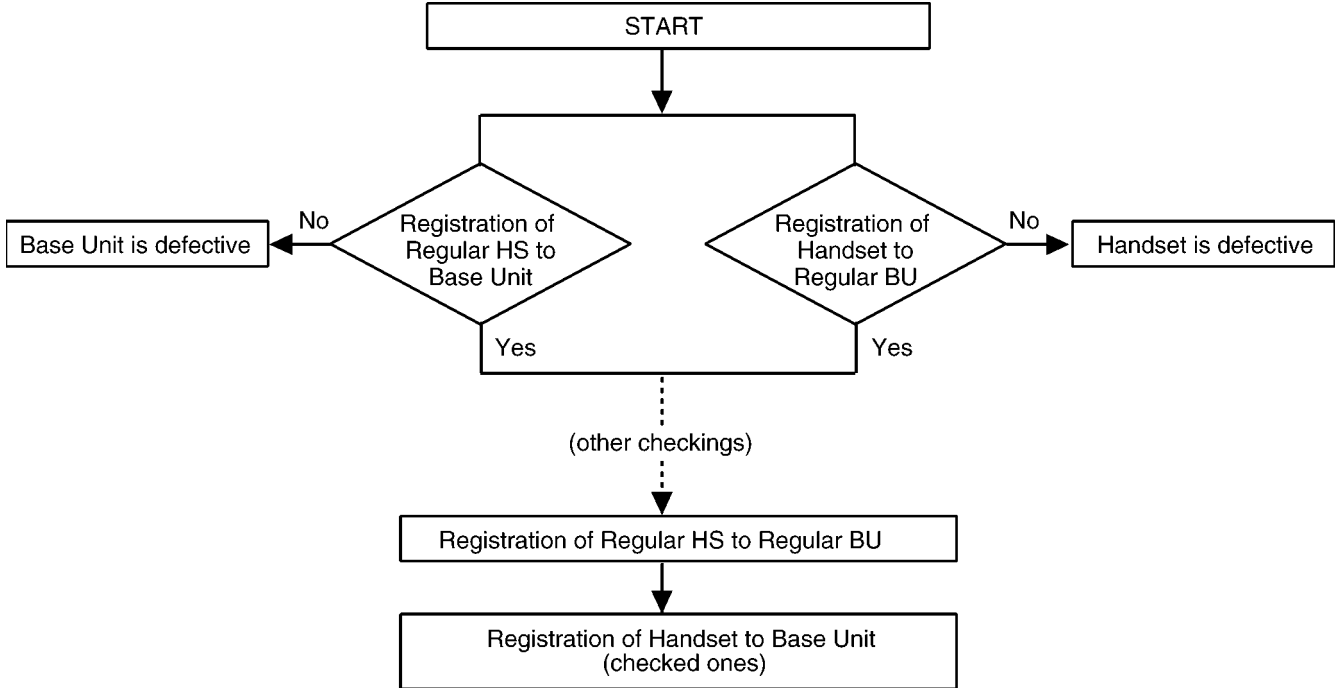 START
No
Registration of
Regular HS to
Base Unit
Base Unit is defective
Yes
Registration of
Handset to
Regular BU
No
Handset is defective
Yes
(other checkings)
Registration of Regular HS to Regular BU
Registration of Handset to Base Unit
(checked ones)